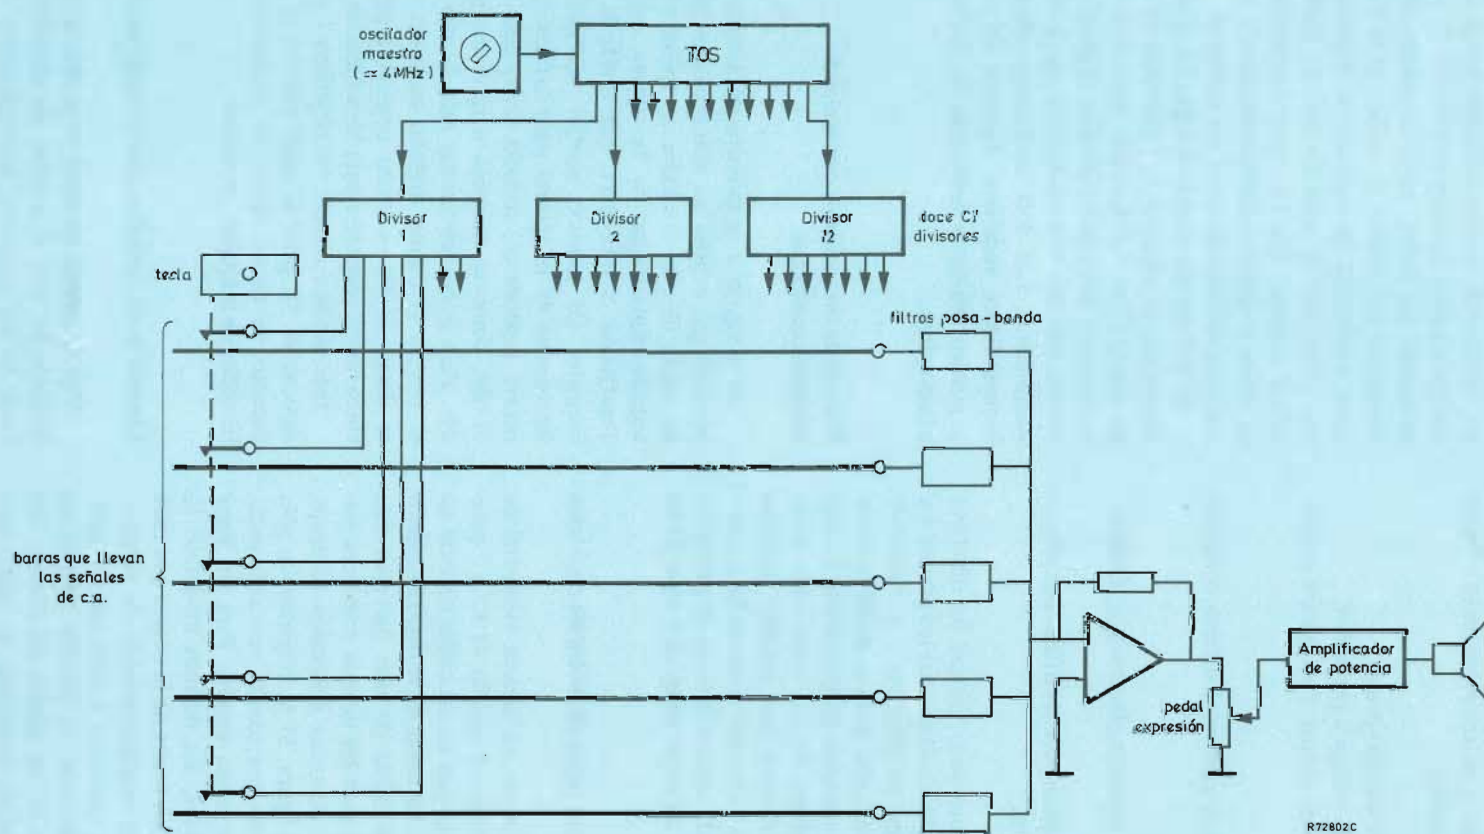 oscilador
maestro
(≈ 4MHz)
TOS
Divisor
1
Divisor
2
Divisor
12
doce CI
divisores
tecla
filtros posa - banda
barras que llevan
las señales
de c.a.
pedal
expresión
Amplificador
de potencia
R72802C